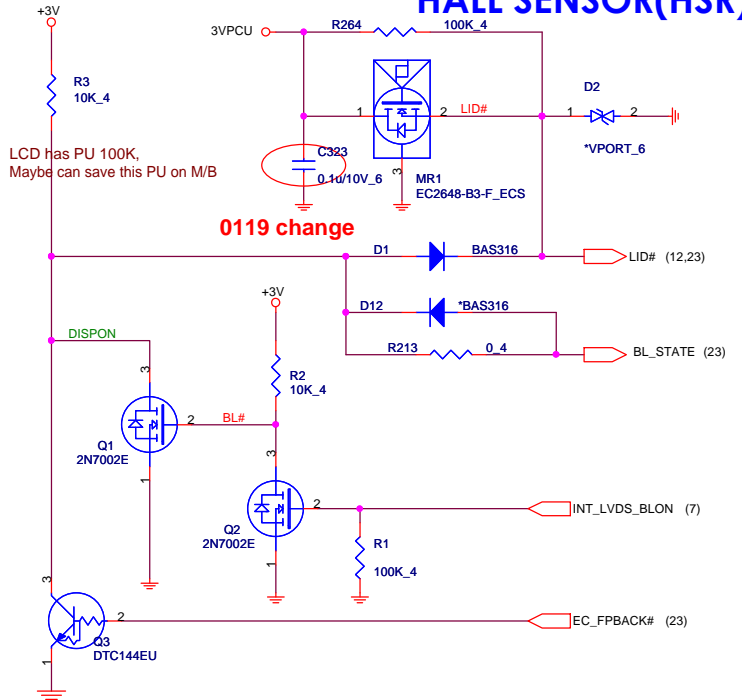 HALL SENSOR(HSR)
+3V
3VPCU
R264
100K_4
R3
10K_4
D2
1
2
LID#
1
2
*VPORT_6
LCD has PU 100K,
Maybe can save this PU on M/B
C323
0.1u/10V_6
3
MR1
EC2648-B3-F_ECS
0119 change
D1
BAS316
LID# (12,23)
+3V
D12
*BAS316
DISPON
R213
0_4
BL_STATE (23)
3
R2
10K_4
2
BL#
Q1
2N7002E
1
3
2
INT_LVDS_BLON (7)
Q2
2N7002E
R1
100K_4
1
3
2
EC_FPBACK# (23)
Q3
DTC144EU
1